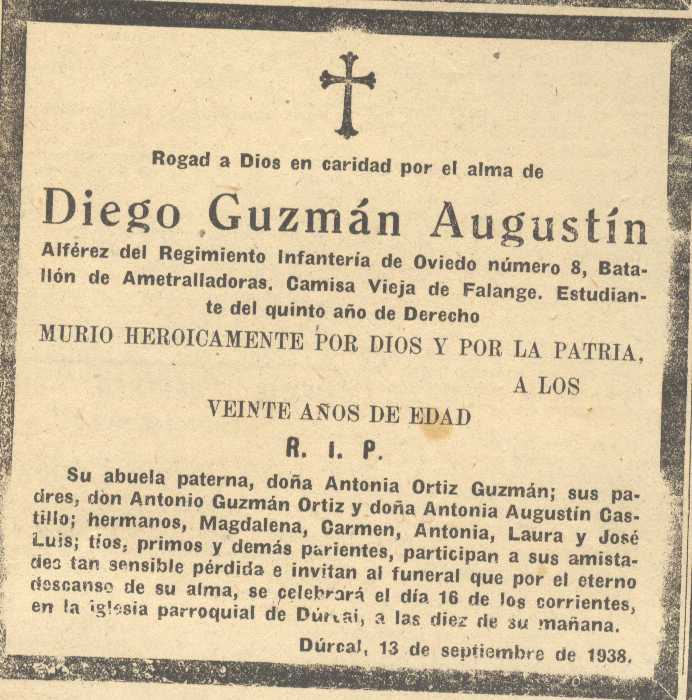 Rogad a Dios en caridad por el alma de
Diego Guzmán Augustín
Alférez del Regimiento Infantería de Oviedo número 8, Bata-
llón de Ametralladoras. Camisa Vieja de Falange. Estudian-
te del quinto año de Derecho
MURIO HEROICAMENTE POR DIOS Y POR LA PATRIA,
A LOS
VEINTE AÑOS DE EDAD
R. I. P.
Su abuela paterna, doña Antonia Ortiz Guzmán; sus pa-
dres, don Antonio Guzmán Ortiz y doña Antonia Augustín Cas-
tillo; hermanos, Magdalena, Carmen, Antonia, Laura y José
Luis; tíos, primos y demás parientes, participan a sus amista-
des tan sensible pérdida e invitan al funeral que por el eterno
descanso de su alma, se celebrará el día 16 de los corrientes,
en la iglesia parroquial de Dúrcal, a las diez de su mañana.
Dúrcal, 13 de septiembre de 1938.